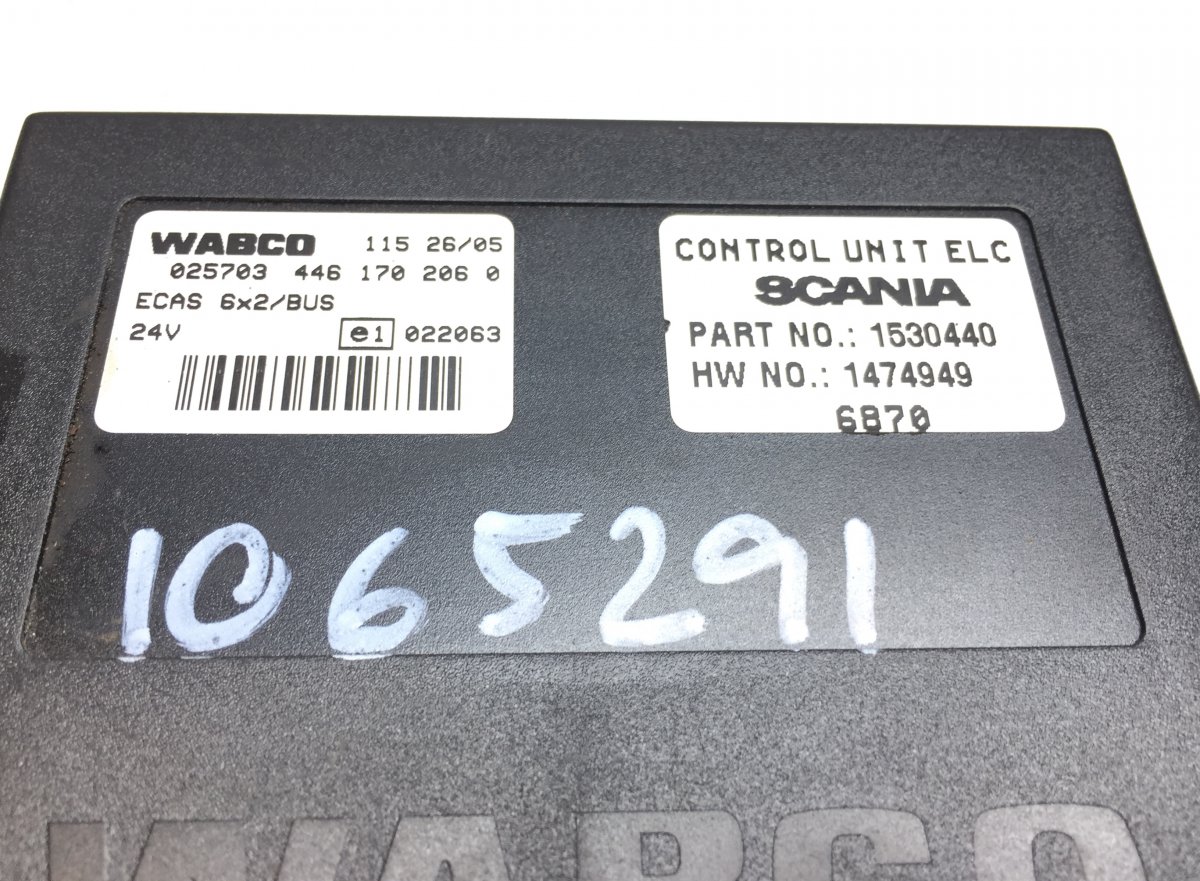 WABCO 115 26/05
025703 446 170 206 0
ECAS 6x2/BUS
24V e1 022063
CONTROL UNIT ELC
SCANIA
PART NO.: 1530440
HW NO.: 1474949
6870
1065291
WABCO